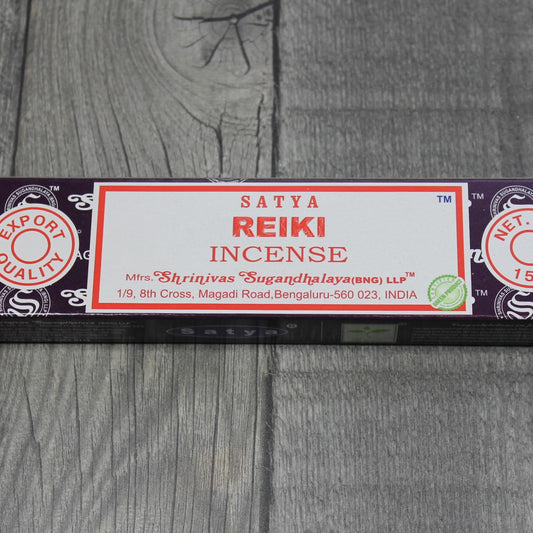 SATYA
TM
REIKI
INCENSE
Mfrs. Shrinivas Sugandhalaya (BNG) LLP™
1/9, 8th Cross, Magadi Road, Bengaluru-560 023, INDIA
EXPORT
QUALITY
NET.
15
Satya